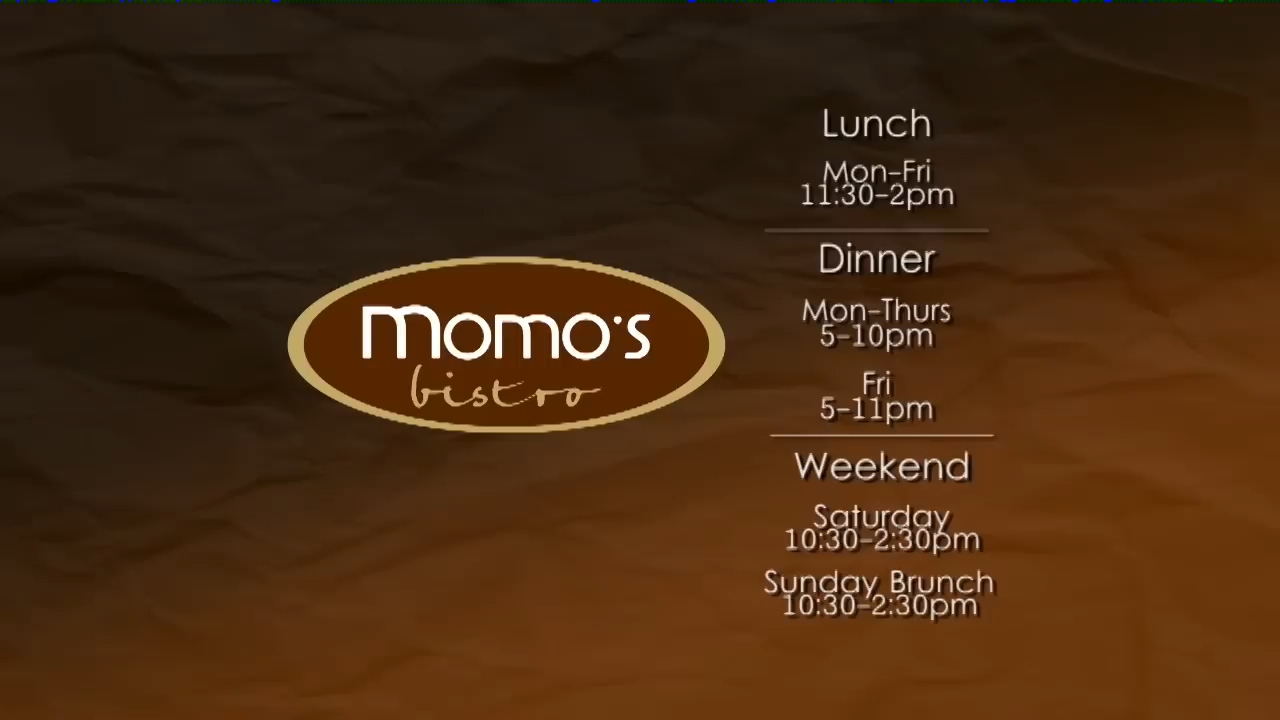 momo's
bistro
Lunch
Mon-Fri
11:30-2pm
Dinner
Mon-Thurs
5-10pm
Fri
5-11pm
Weekend
Saturday
10:30-2:30pm
Sunday Brunch
10:30-2:30pm